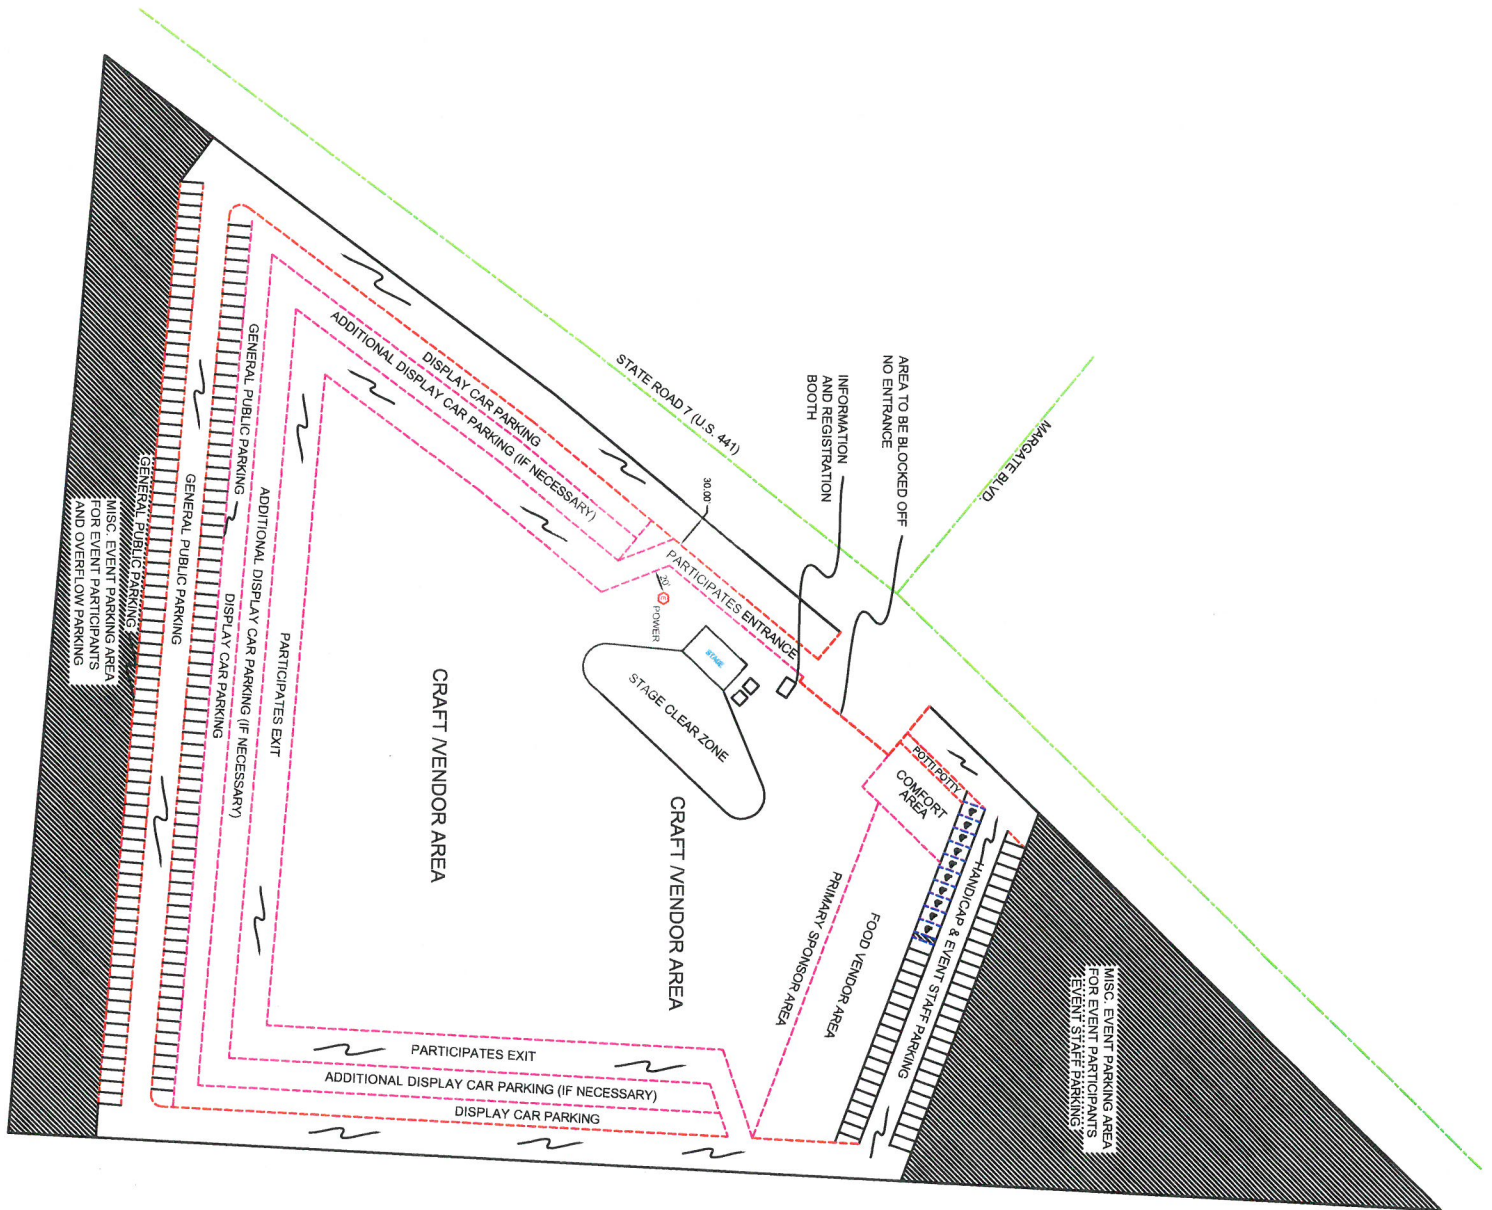 STATE ROAD 7 (U.S. 441)
MARGATE BLVD.
AREA TO BE BLOCKED OFF
NO ENTRANCE
INFORMATION
AND REGISTRATION
BOOTH
30.00'
DISPLAY CAR PARKING
ADDITIONAL DISPLAY CAR PARKING (IF NECESSARY)
PARTICIPATES ENTRANCE
20'
E
POWER
STAGE
STAGE CLEAR ZONE
POTTI POTTY
COMFORT
AREA
HANDICAP & EVENT STAFF PARKING
FOOD VENDOR AREA
PRIMARY SPONSOR AREA
MISC. EVENT PARKING AREA
FOR EVENT PARTICIPANTS
EVENT STAFF PARKING
CRAFT /VENDOR AREA
CRAFT /VENDOR AREA
PARTICIPATES EXIT
ADDITIONAL DISPLAY CAR PARKING (IF NECESSARY)
DISPLAY CAR PARKING
GENERAL PUBLIC PARKING
GENERAL PUBLIC PARKING
GENERAL PUBLIC PARKING
MISC. EVENT PARKING AREA
FOR EVENT PARTICIPANTS
AND OVERFLOW PARKING
PARTICIPATES EXIT
ADDITIONAL DISPLAY CAR PARKING (IF NECESSARY)
DISPLAY CAR PARKING